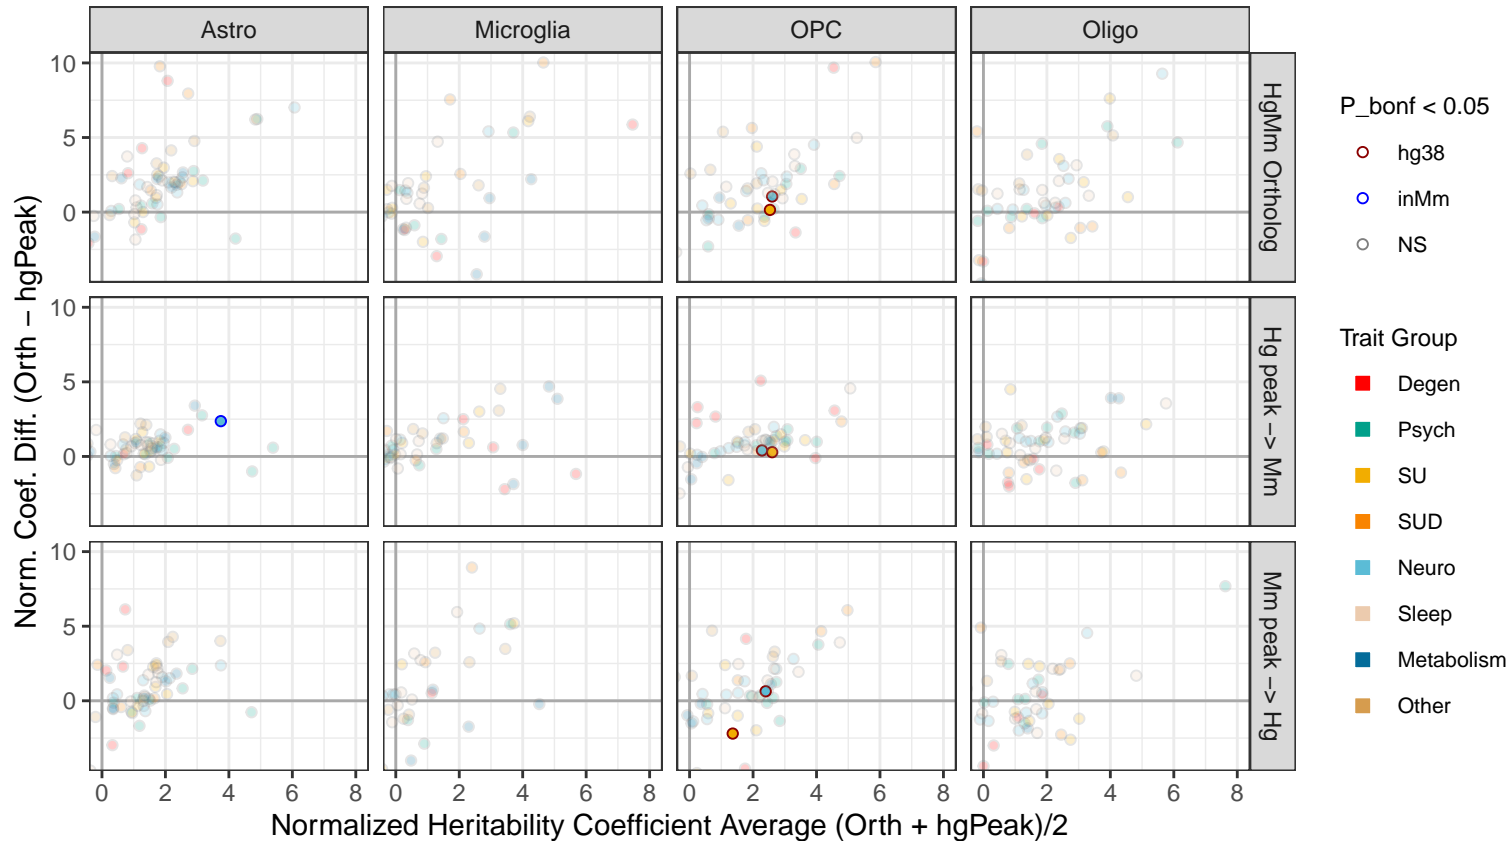 Astro
Microglia
OPC
Oligo
Norm. Coef. Diff. (Orth − hgPeak)
10
5
0
HgMm Ortholog
10
5
0
Hg peak −> Mm
10
5
0
Mm peak −> Hg
0 2 4 6 8
0 2 4 6 8
0 2 4 6 8
0 2 4 6 8
Normalized Heritability Coefficient Average (Orth + hgPeak)/2
P_bonf < 0.05
hg38
inMm
NS
Trait Group
Degen
Psych
SU
SUD
Neuro
Sleep
Metabolism
Other